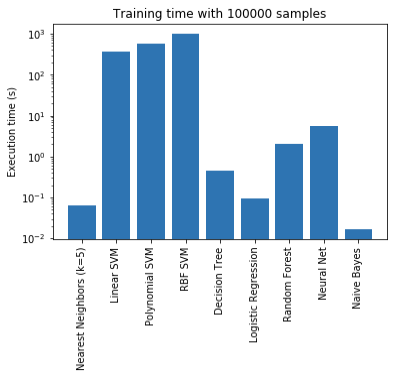 Training time with 100000 samples
Execution time (s)
10³
10²
10¹
10⁰
10⁻¹
10⁻²
Nearest Neighbors (k=5)
Linear SVM
Polynomial SVM
RBF SVM
Decision Tree
Logistic Regression
Random Forest
Neural Net
Naive Bayes